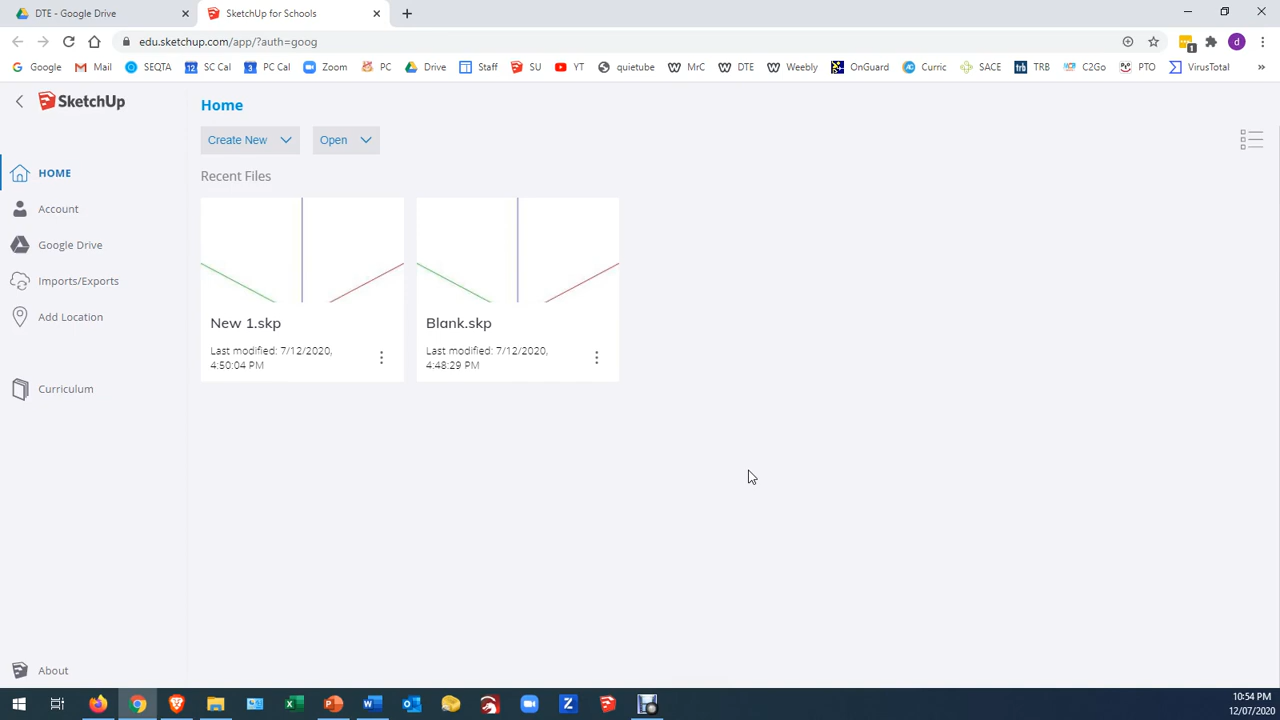 DTE - Google Drive
SketchUp for Schools
edu.sketchup.com/app/?auth=goog
1
d
Google
Mail
SEQTA
12 SC Cal
3 PC Cal
Zoom
PC
Drive
Staff
SU
YT
quietube
MrC
DTE
Weebly
OnGuard
Curric
SACE
trb TRB
C2Go
PTO
VirusTotal
»
SketchUp
Home
Create New
Open
HOME
Recent Files
Account
Google Drive
Imports/Exports
Add Location
New 1.skp
Blank.skp
Last modified: 7/12/2020,
4:50:04 PM
Last modified: 7/12/2020,
4:48:29 PM
Curriculum
About
10:54 PM
12/07/2020